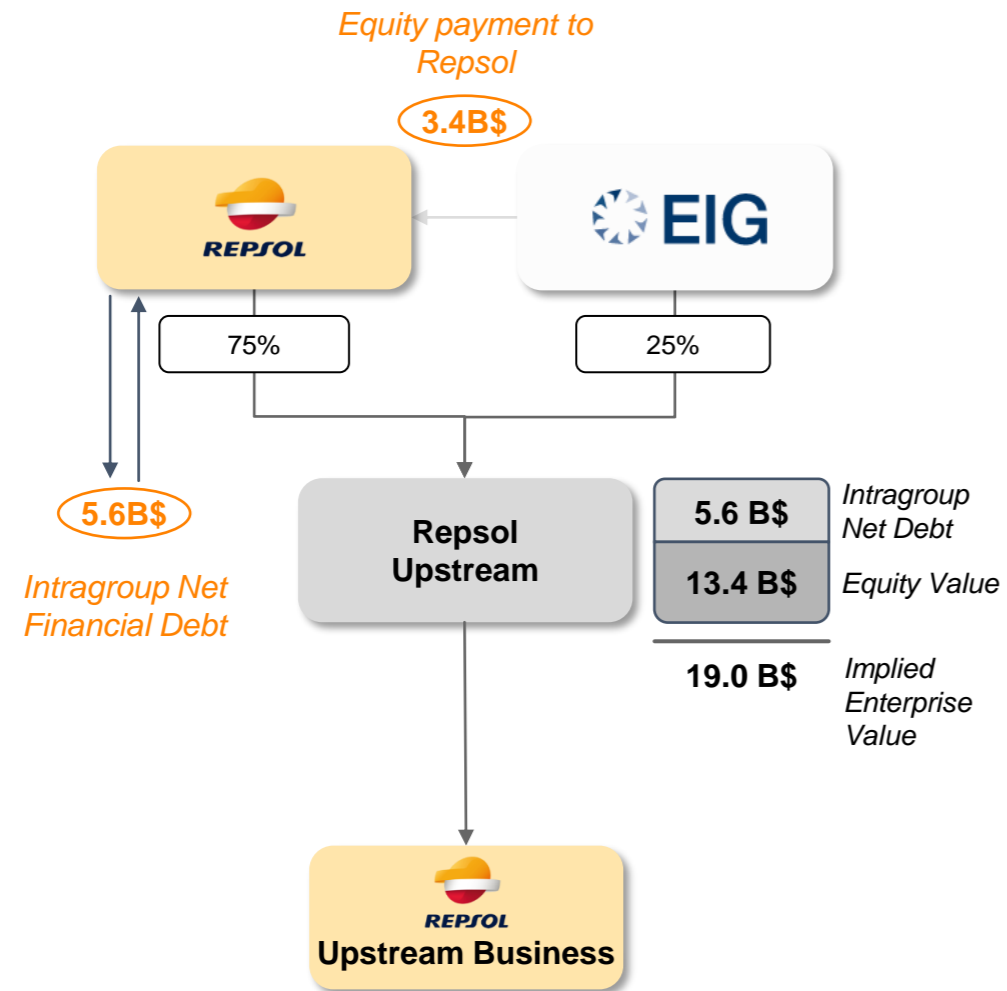 Equity payment to
Repsol
3.4B$
REPSOL
EIG
75%
25%
5.6B$
Intragroup Net
Financial Debt
Repsol
Upstream
5.6 B$
Intragroup
Net Debt
13.4 B$
Equity Value
19.0 B$
Implied
Enterprise
Value
REPSOL
Upstream Business